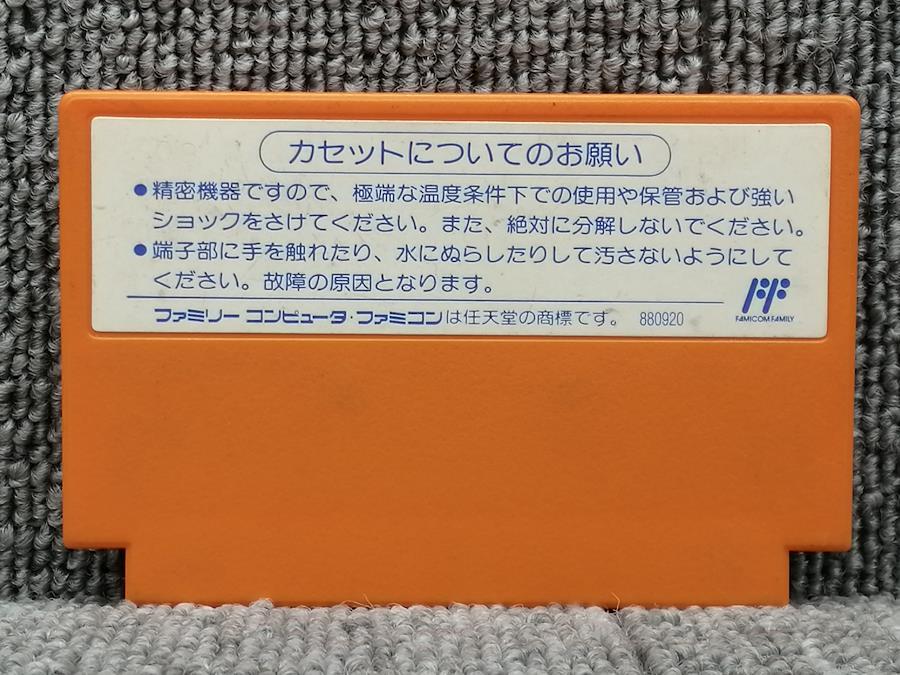 カセットについてのお願い
●精密機器ですので、極端な温度条件下での使用や保管および強い
ショックをさけてください。また、絶対に分解しないでください。
●端子部に手を触れたり、水にぬらしたりして汚さないようにして
ください。故障の原因となります。
ファミリーコンピュータ・ファミコンは任天堂の商標です。 880920
FAMICOM FAMILY